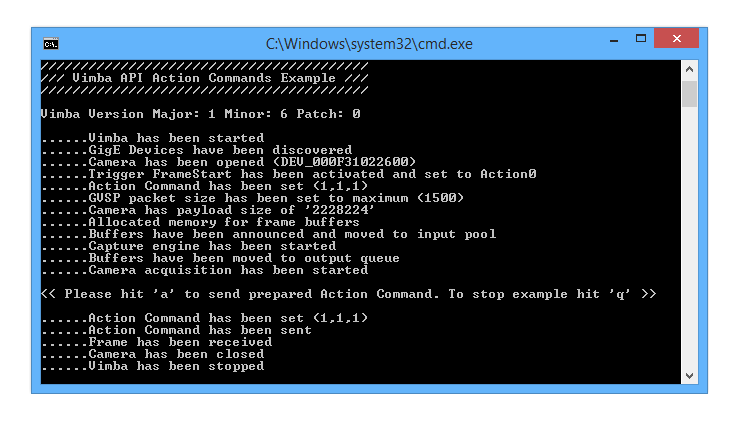 C:\Windows\system32\cmd.exe
/////////////////////////////////////////
/// Vimba API Action Commands Example ///
/////////////////////////////////////////
Vimba Version Major: 1 Minor: 6 Patch: 0
......Vimba has been started
......GigE Devices have been discovered
......Camera has been opened (DEV_000F31022600)
......Trigger FrameStart has been activated and set to Action0
......Action Command has been set (1,1,1)
......GVSP packet size has been set to maximum (1500)
......Camera has payload size of '2228224'
......Allocated memory for frame buffers
......Buffers have been announced and moved to input pool
......Capture engine has been started
......Buffers have been moved to output queue
......Camera acquisition has been started
<< Please hit 'a' to send prepared Action Command. To stop example hit 'q' >>
......Action Command has been set (1,1,1)
......Action Command has been sent
......Frame has been received
......Camera has been closed
......Vimba has been stopped